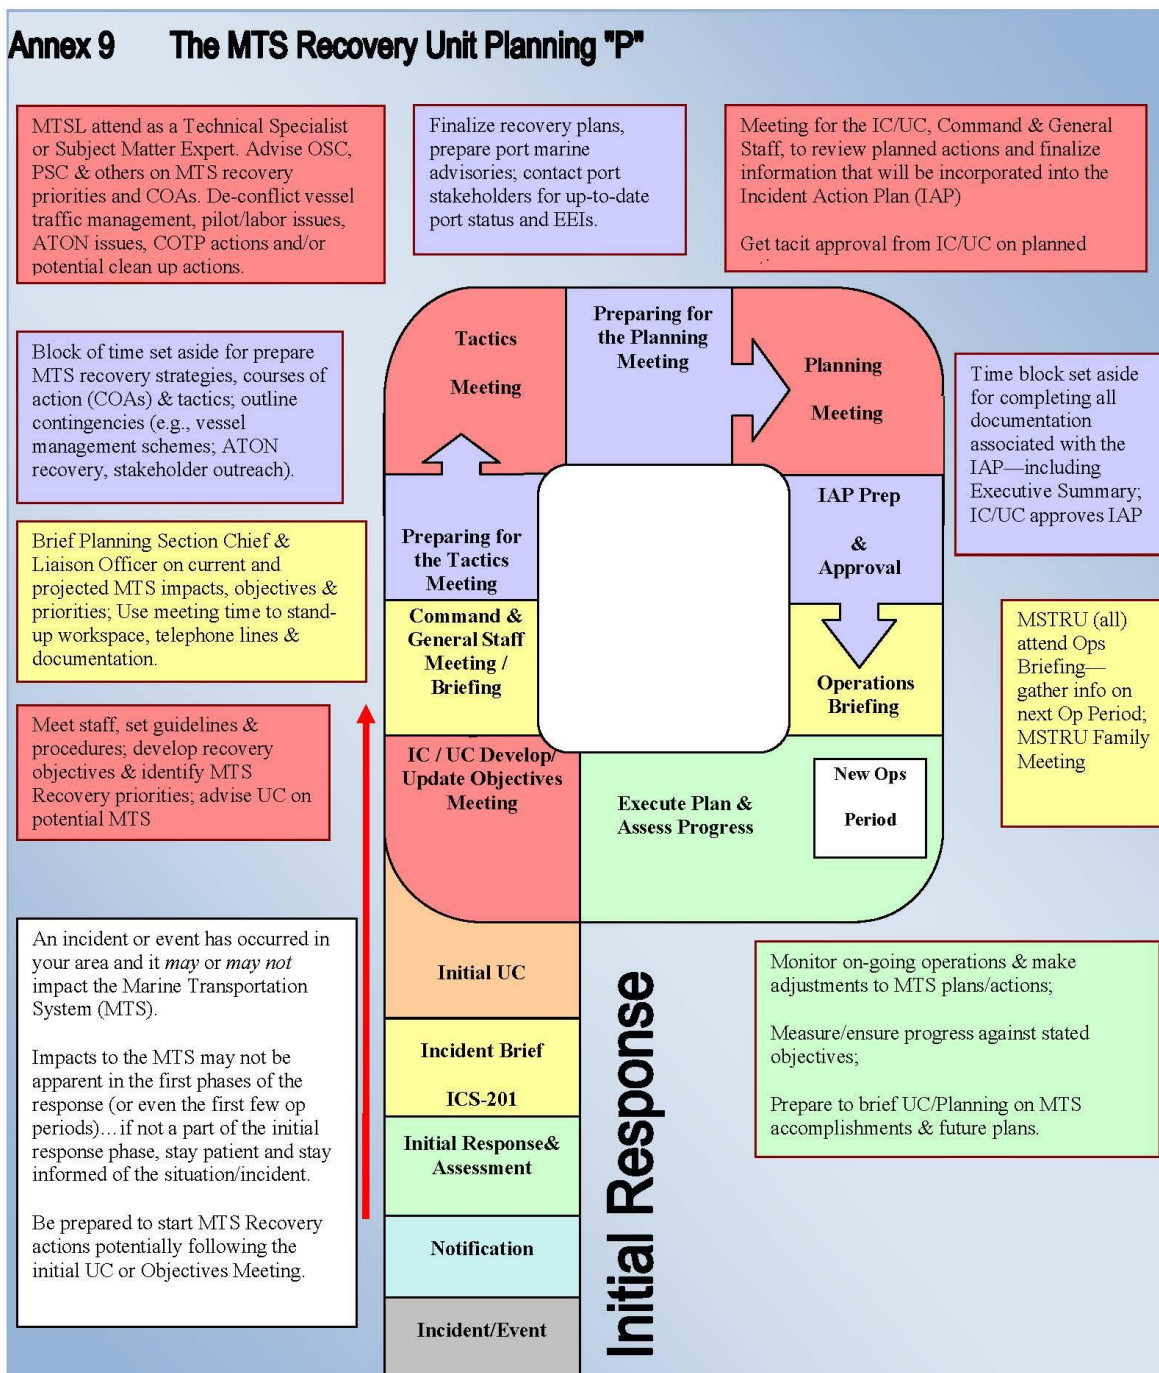 Annex 9 The MTS Recovery Unit Planning "P"
MTSL attend as a Technical Specialist
or Subject Matter Expert. Advise OSC,
PSC & others on MTS recovery
priorities and COAs. De-conflict vessel
traffic management, pilot/labor issues,
ATON issues, COTP actions and/or
potential clean up actions.
Finalize recovery plans,
prepare port marine
advisories; contact port
stakeholders for up-to-date
port status and EEIs.
Meeting for the IC/UC, Command & General
Staff, to review planned actions and finalize
information that will be incorporated into the
Incident Action Plan (IAP)
Get tacit approval from IC/UC on planned
Block of time set aside for prepare
MTS recovery strategies, courses of
action (COAs) & tactics; outline
contingencies (e.g., vessel
management schemes; ATON
recovery, stakeholder outreach).
Tactics
Meeting
Preparing for
the Planning
Meeting
Planning
Meeting
Time block set aside
for completing all
documentation
associated with the
IAP—including
Executive Summary;
IC/UC approves IAP
Brief Planning Section Chief &
Liaison Officer on current and
projected MTS impacts, objectives &
priorities; Use meeting time to stand-
up workspace, telephone lines &
documentation.
Preparing for
the Tactics
Meeting
IAP Prep
&
Approval
Command &
General Staff
Meeting /
Briefing
Operations
Briefing
MSTRU (all)
attend Ops
Briefing—
gather info on
next Op Period;
MSTRU Family
Meeting
Meet staff, set guidelines &
procedures; develop recovery
objectives & identify MTS
Recovery priorities; advise UC on
potential MTS
IC / UC Develop/
Update Objectives
Meeting
Execute Plan &
Assess Progress
New Ops
Period
An incident or event has occurred in
your area and it may or may not
impact the Marine Transportation
System (MTS).
Impacts to the MTS may not be
apparent in the first phases of the
response (or even the first few op
periods)…if not a part of the initial
response phase, stay patient and stay
informed of the situation/incident.
Be prepared to start MTS Recovery
actions potentially following the
initial UC or Objectives Meeting.
Initial UC
Incident Brief
ICS-201
Initial Response&
Assessment
Notification
Incident/Event
Initial Response
Monitor on-going operations & make
adjustments to MTS plans/actions;
Measure/ensure progress against stated
objectives;
Prepare to brief UC/Planning on MTS
accomplishments & future plans.